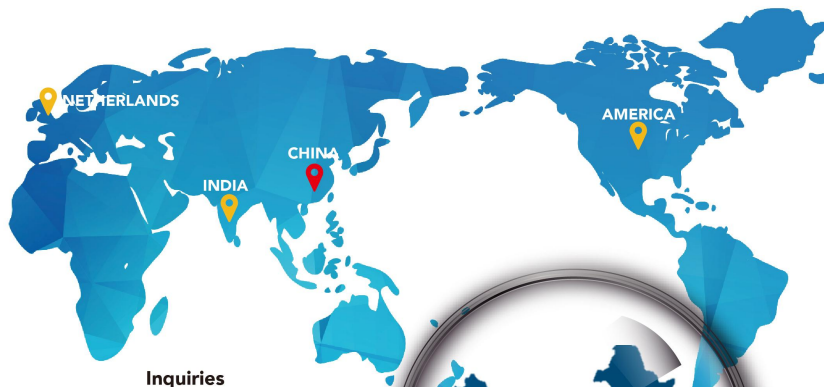 NETHERLANDS
AMERICA
CHINA
INDIA
Inquiries